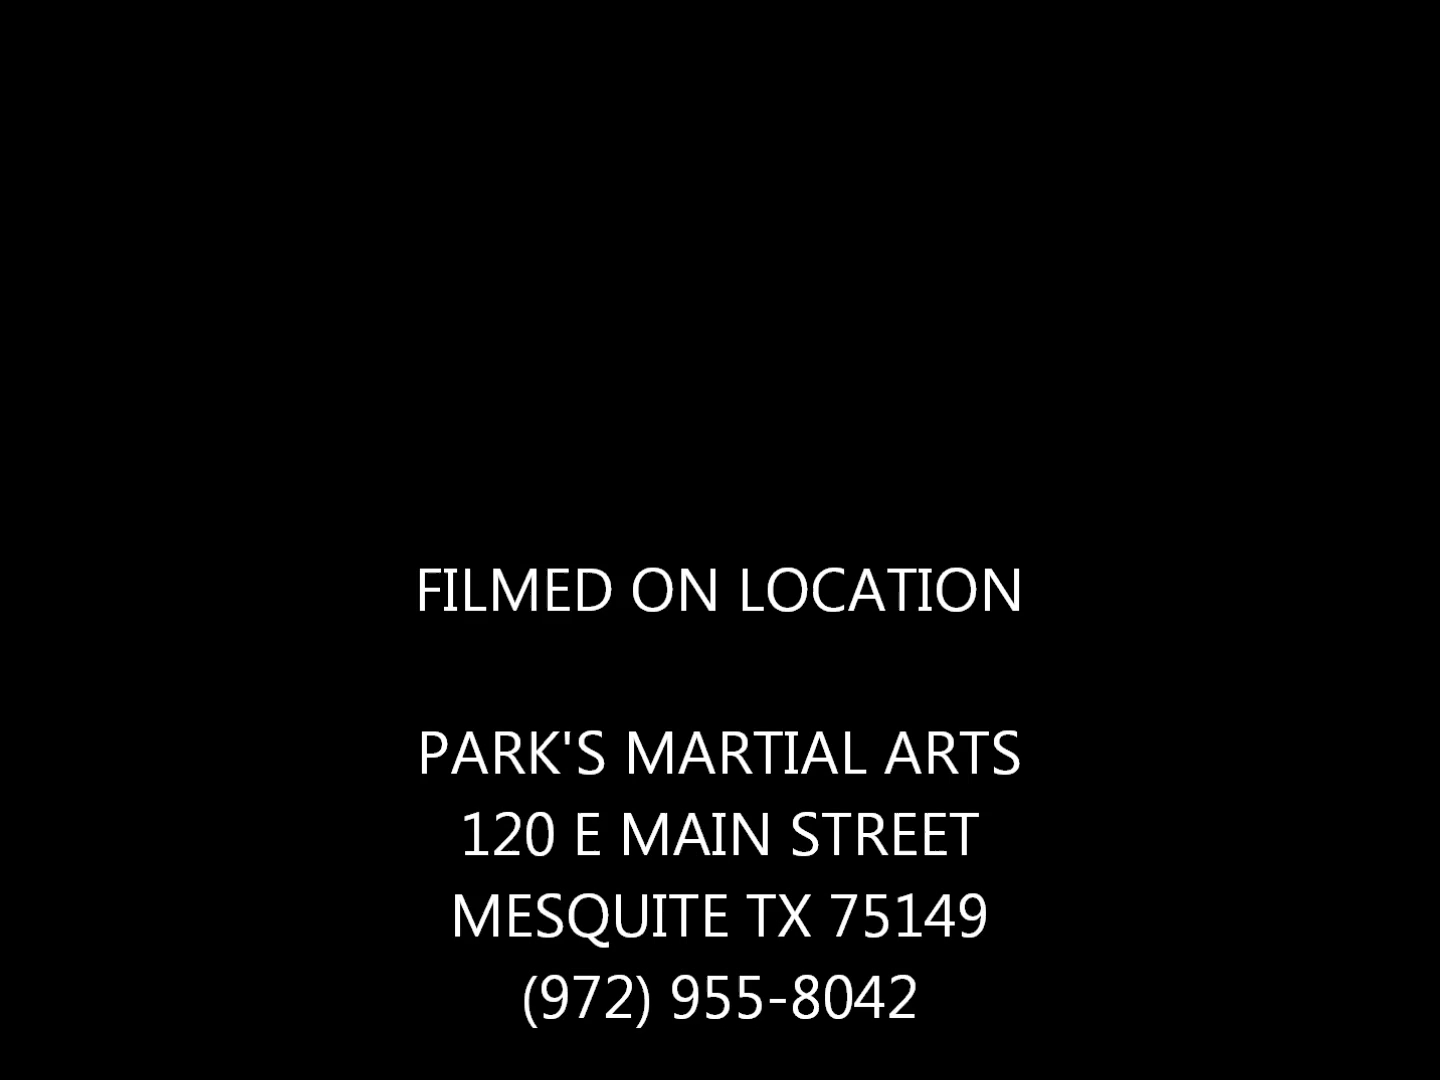 FILMED ON LOCATION
PARK'S MARTIAL ARTS
120 E MAIN STREET
MESQUITE TX 75149
(972) 955-8042